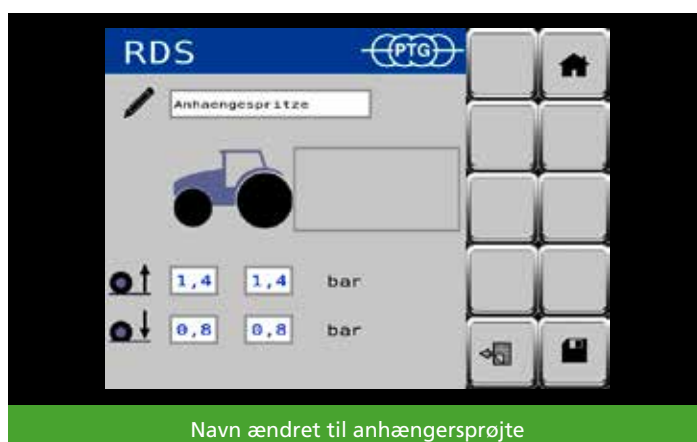 RDS
PTG
Anhaengespritze
1,4 1,4 bar
0,8 0,8 bar
Navn ændret til anhængersprøjte